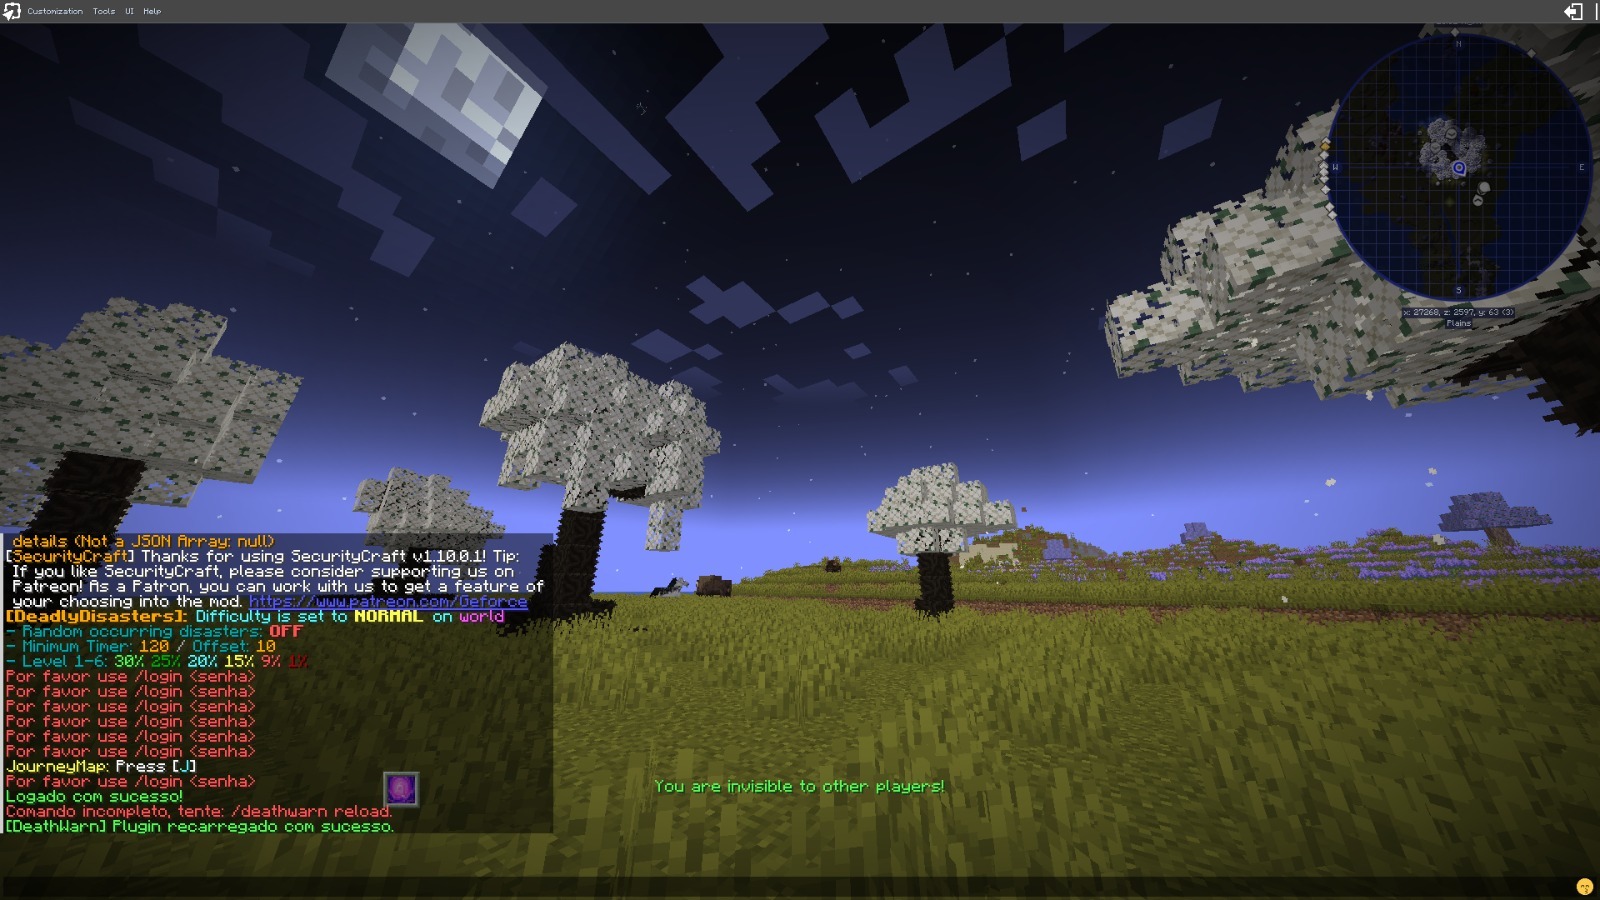 Customization Tools UI Help
N
W
E
S
x: 27268, z: 2597, y: 63 (3)
Plains
details (Not a JSON Array: null)
[SecurityCraft] Thanks for using SecurityCraft v1.10.0.1! Tip:
If you like SecurityCraft, please consider supporting us on
Patreon! As a Patron, you can work with us to get a feature of
your choosing into the mod. https://www.patreon.com/Geforce
[DeadlyDisasters]: Difficulty is set to NORMAL on world
- Random occurring disasters: OFF
- Minimum Timer: 120 / Offset: 10
- Level 1-6: 30% 25% 20% 15% 9% 1%
Por favor use /login <senha>
Por favor use /login <senha>
Por favor use /login <senha>
Por favor use /login <senha>
Por favor use /login <senha>
Por favor use /login <senha>
JourneyMap: Press [J]
Por favor use /login <senha>
Logado com sucesso!
Comando incompleto, tente: /deathwarn reload.
[DeathWarn] Plugin recarregado com sucesso.
You are invisible to other players!